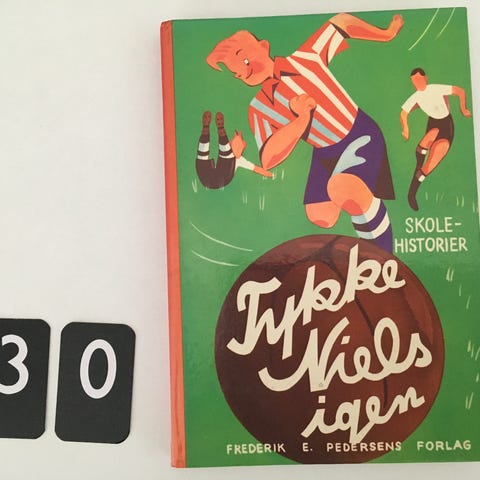 SKOLE-
HISTORIER
Tykke
Niels
igen
FREDERIK E. PEDERSENS FORLAG
30